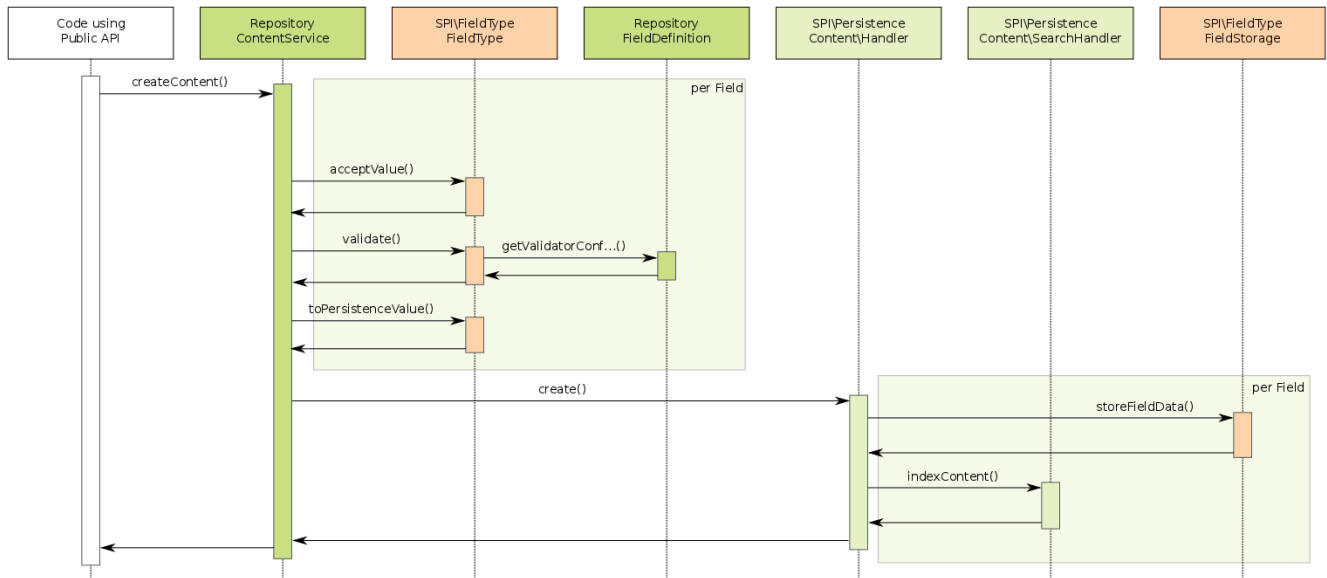 Code using
Public API
Repository
ContentService
SPI\FieldType
FieldType
Repository
FieldDefinition
SPI\Persistence
Content\Handler
SPI\Persistence
Content\SearchHandler
SPI\FieldType
FieldStorage
createContent()
per Field
acceptValue()
validate()
getValidatorConf...()
toPersistenceValue()
create()
per Field
storeFieldData()
indexContent()